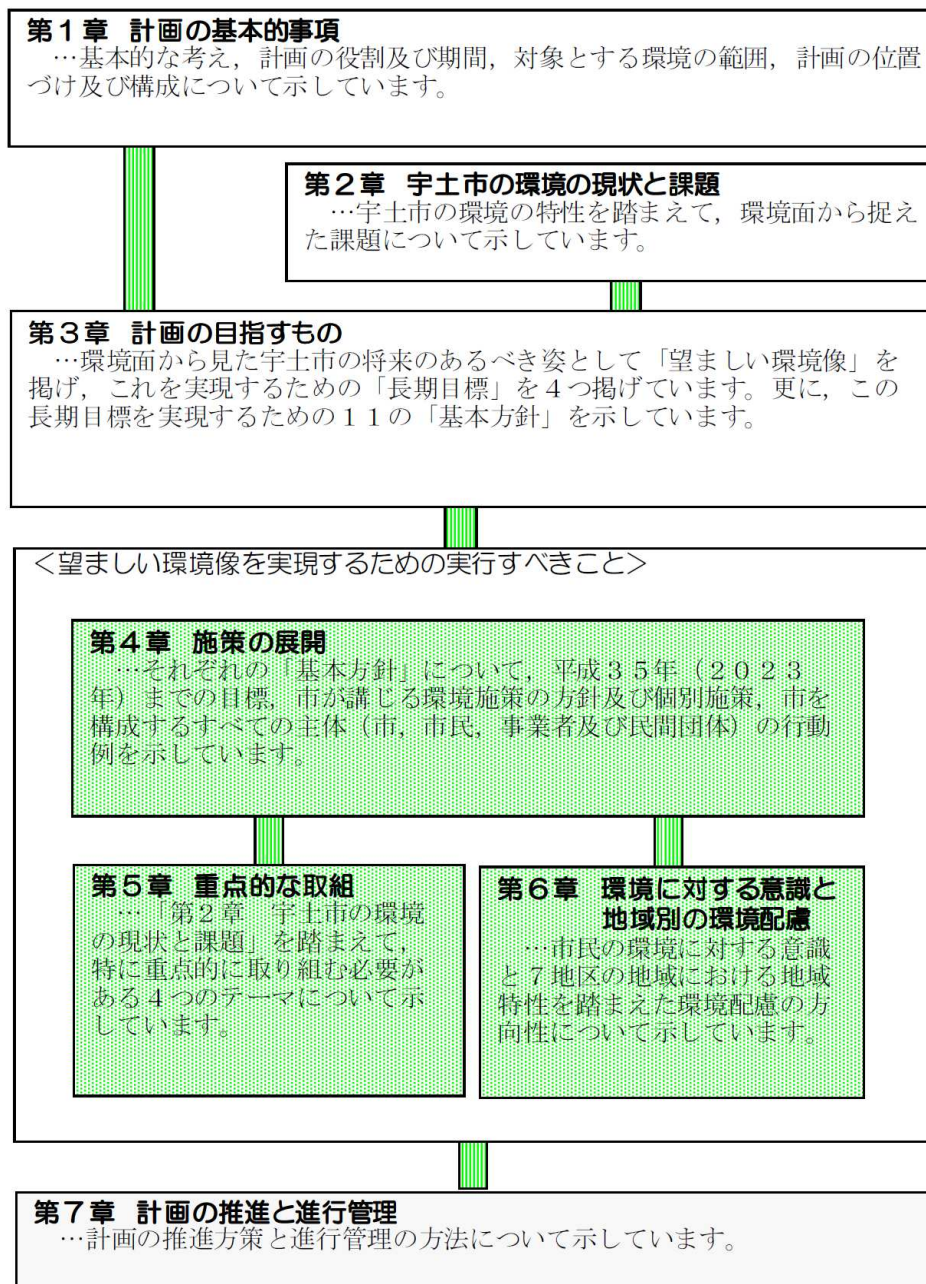 第１章 計画の基本的事項
…基本的な考え，計画の役割及び期間，対象とする環境の範囲，計画の位置
づけ及び構成について示しています。
第２章 宇土市の環境の現状と課題
…宇土市の環境の特性を踏まえて，環境面から捉え
た課題について示しています。
第３章 計画の目指すもの
…環境面から見た宇土市の将来のあるべき姿として「望ましい環境像」を
掲げ，これを実現するための「長期目標」を４つ掲げています。更に，この
長期目標を実現するための１１の「基本方針」を示しています。
＜望ましい環境像を実現するための実行すべきこと＞
第４章 施策の展開
…それぞれの「基本方針」について，平成３５年（２０２３
年）までの目標，市が講じる環境施策の方針及び個別施策，市を
構成するすべての主体（市，市民，事業者及び民間団体）の行動
例を示しています。
第５章 重点的な取組
…「第２章 宇土市の環境
の現状と課題」を踏まえて，
特に重点的に取り組む必要が
ある４つのテーマについて示
しています。
第６章 環境に対する意識と
地域別の環境配慮
…市民の環境に対する意識
と７地区の地域における地域
特性を踏まえた環境配慮の方
向性について示しています。
第７章 計画の推進と進行管理
…計画の推進方策と進行管理の方法について示しています。